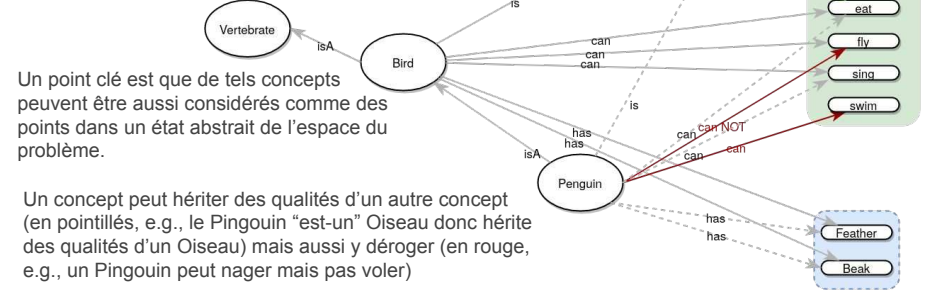 is
eat
Vertebrate
can
fly
isA
can
Bird
can
sing
Un point clé est que de tels concepts
peuvent être aussi considérés comme des
points dans un état abstrait de l'espace du
problème.
is
swim
can NOT
can
has
has
can
can
isA
Penguin
Un concept peut hériter des qualités d'un autre concept
(en pointillés, e.g., le Pingouin “est-un” Oiseau donc hérite
des qualités d'un Oiseau) mais aussi y déroger (en rouge,
e.g., un Pingouin peut nager mais pas voler)
has
has
Feather
Beak